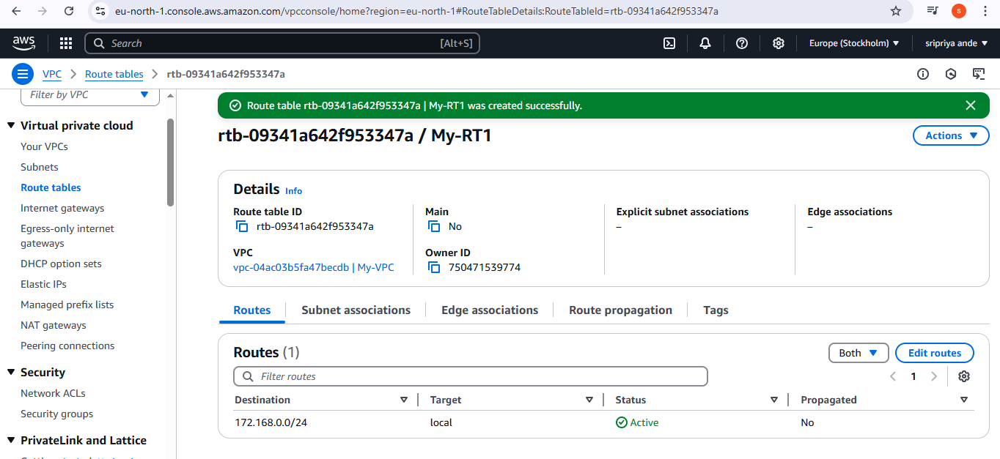 eu-north-1.console.aws.amazon.com/vpcconsole/home?region=eu-north-1#RouteTableDetails:RouteTableId=rtb-09341a642f953347a
S
aws
Search [Alt+S]
Europe (Stockholm)
sripriya ande
VPC
Route tables
rtb-09341a642f953347a
Filter by VPC
Virtual private cloud
Your VPCs
Subnets
Route tables
Internet gateways
Egress-only internet
gateways
DHCP option sets
Elastic IPs
Managed prefix lists
NAT gateways
Peering connections
Security
Network ACLs
Security groups
PrivateLink and Lattice
Route table rtb-09341a642f953347a | My-RT1 was created successfully.
rtb-09341a642f953347a / My-RT1
Actions
Details Info
Route table ID
rtb-09341a642f953347a
Main
No
Explicit subnet associations
–
Edge associations
–
VPC
vpc-04ac03b5fa47becdb | My-VPC
Owner ID
750471539774
Routes
Subnet associations
Edge associations
Route propagation
Tags
Routes (1)
Both
Edit routes
Filter routes
1
Destination Target Status Propagated
172.168.0.0/24 local Active No